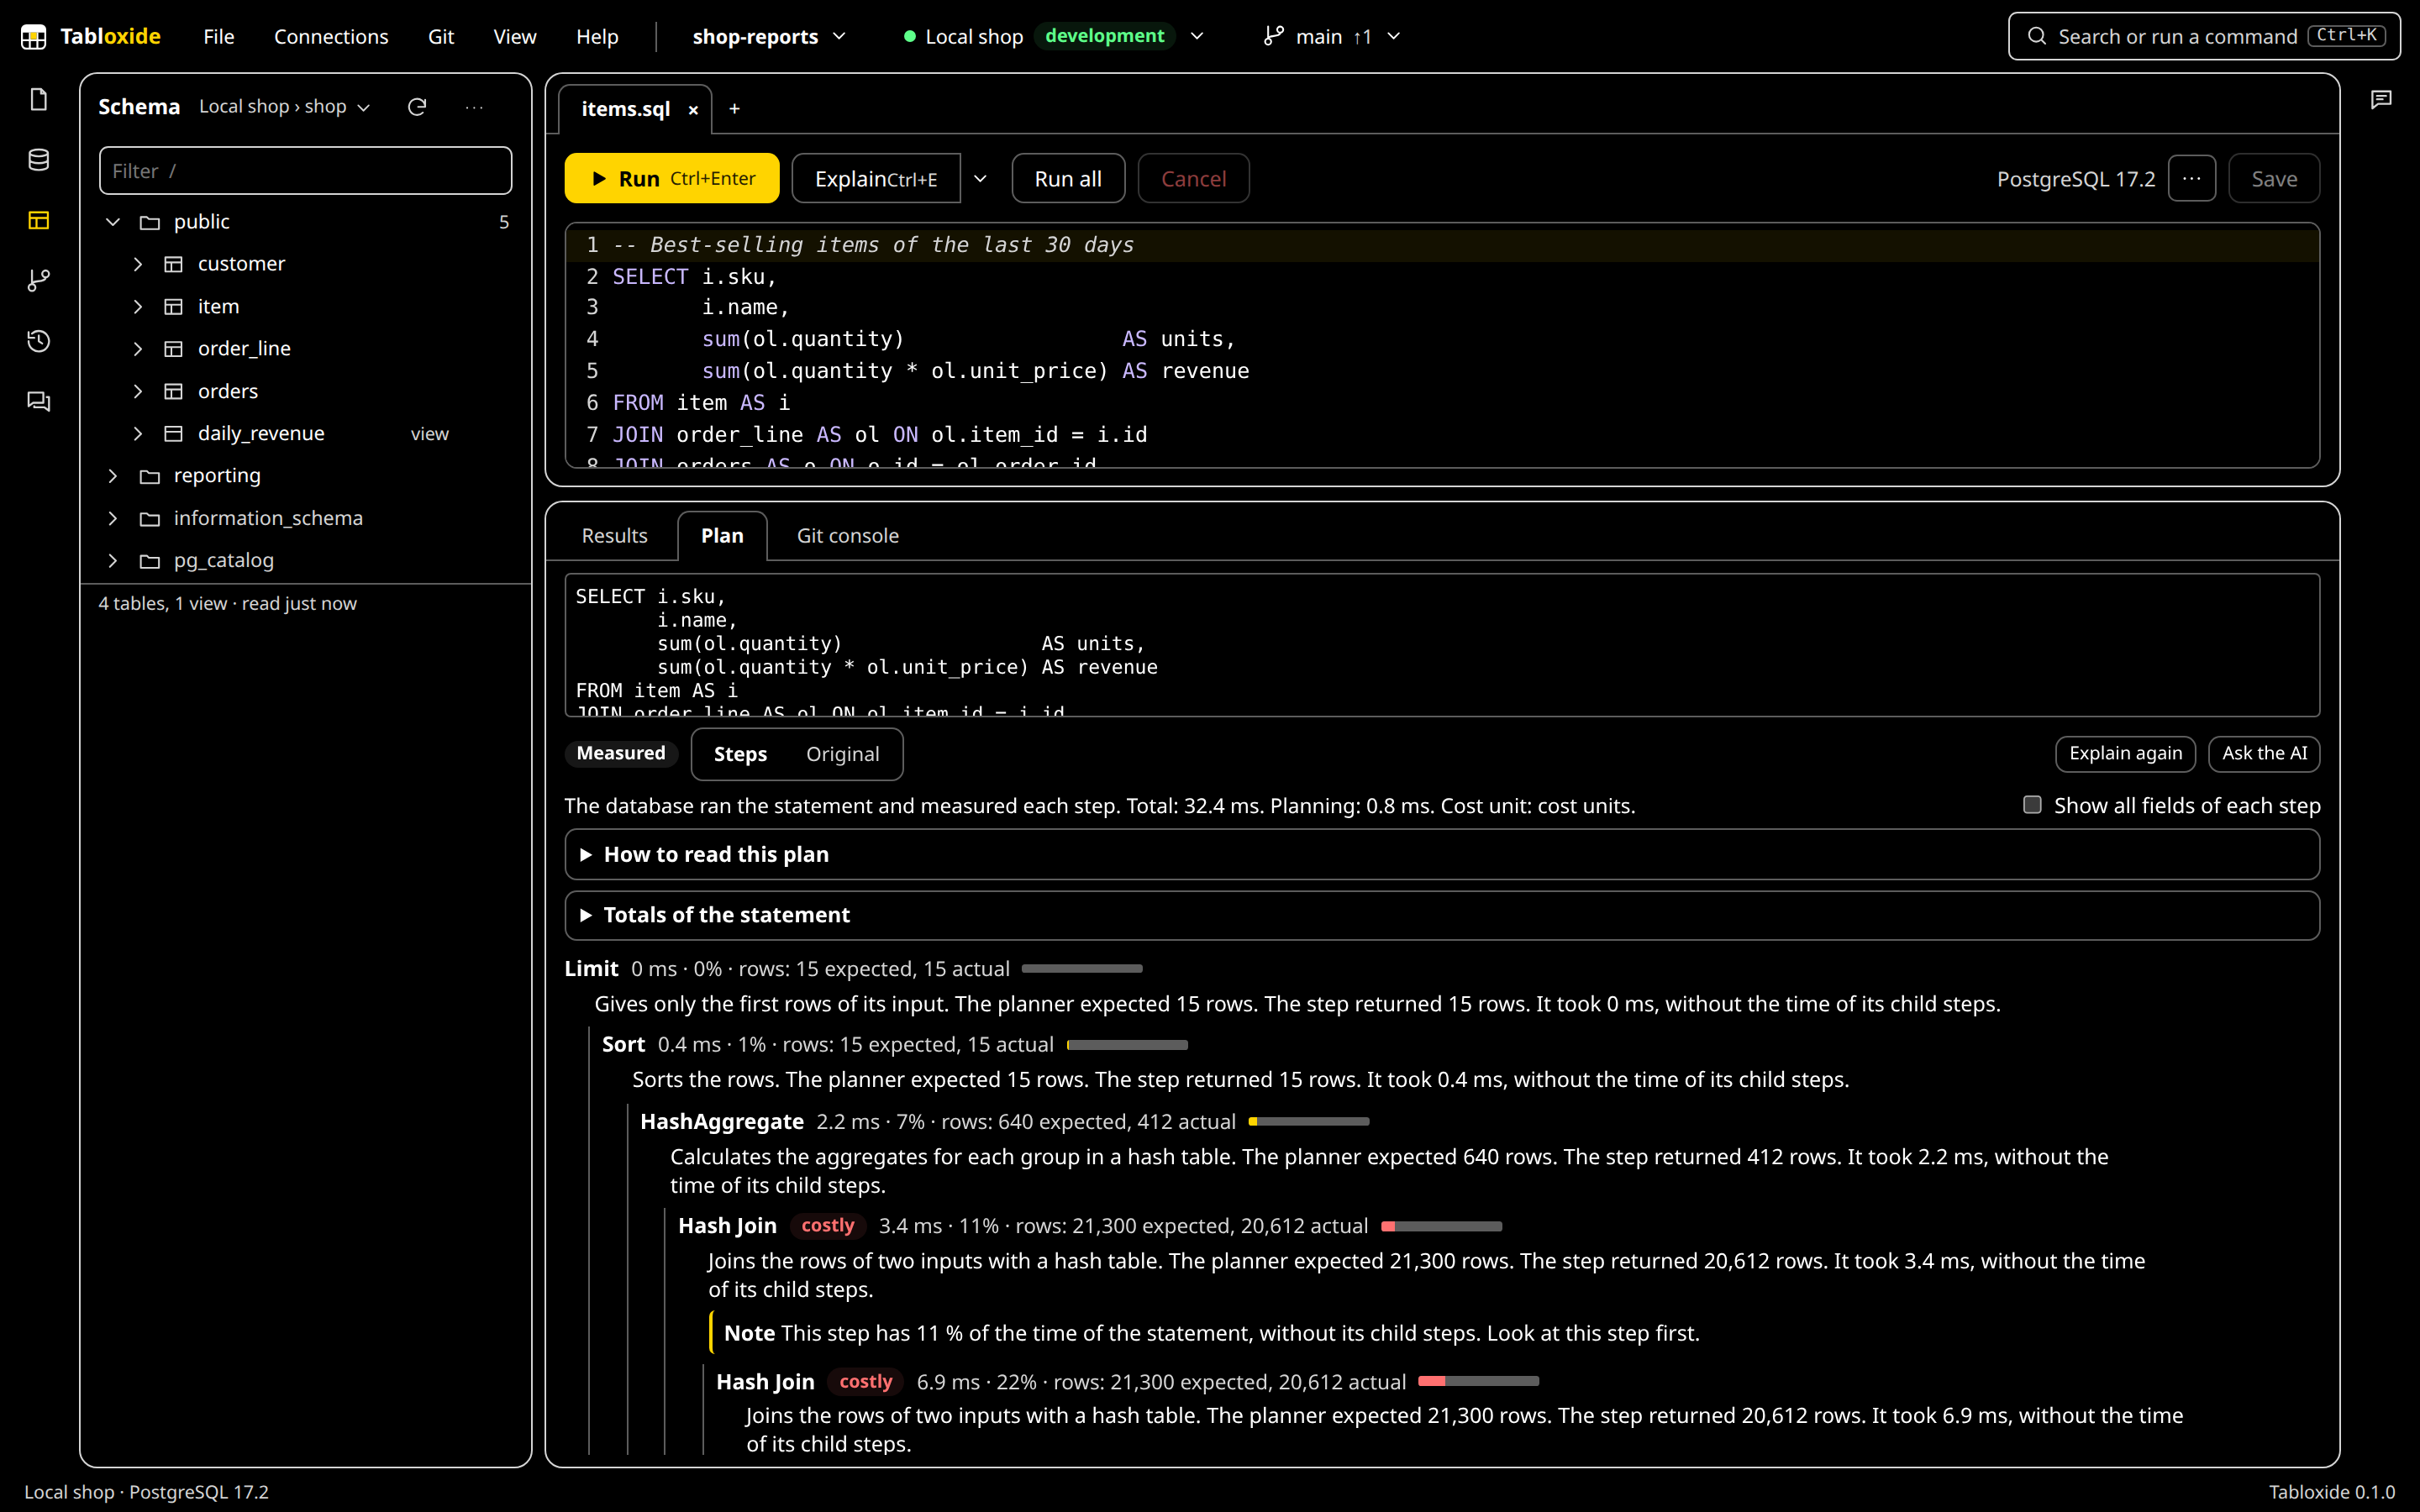 Tabloxide File Connections Git View Help shop-reports Local shop development main ↑1 Search or run a command Ctrl+K
Schema Local shop › shop ···
Filter /
public 5
customer
item
order_line
orders
daily_revenue view
reporting
information_schema
pg_catalog
4 tables, 1 view · read just now
items.sql × +
Run Ctrl+Enter Explain Ctrl+E Run all Cancel PostgreSQL 17.2 ··· Save
1 -- Best-selling items of the last 30 days
2 SELECT i.sku,
3 i.name,
4 sum(ol.quantity) AS units,
5 sum(ol.quantity * ol.unit_price) AS revenue
6 FROM item AS i
7 JOIN order_line AS ol ON ol.item_id = i.id
8 JOIN orders AS o ON o.id = ol.order_id
Results Plan Git console
SELECT i.sku,
i.name,
sum(ol.quantity) AS units,
sum(ol.quantity * ol.unit_price) AS revenue
FROM item AS i
JOIN order_line AS ol ON ol.item_id = i.id
Measured Steps Original Explain again Ask the AI
The database ran the statement and measured each step. Total: 32.4 ms. Planning: 0.8 ms. Cost unit: cost units. Show all fields of each step
How to read this plan
Totals of the statement
Limit 0 ms · 0% · rows: 15 expected, 15 actual
Gives only the first rows of its input. The planner expected 15 rows. The step returned 15 rows. It took 0 ms, without the time of its child steps.
Sort 0.4 ms · 1% · rows: 15 expected, 15 actual
Sorts the rows. The planner expected 15 rows. The step returned 15 rows. It took 0.4 ms, without the time of its child steps.
HashAggregate 2.2 ms · 7% · rows: 640 expected, 412 actual
Calculates the aggregates for each group in a hash table. The planner expected 640 rows. The step returned 412 rows. It took 2.2 ms, without the
time of its child steps.
Hash Join costly 3.4 ms · 11% · rows: 21,300 expected, 20,612 actual
Joins the rows of two inputs with a hash table. The planner expected 21,300 rows. The step returned 20,612 rows. It took 3.4 ms, without the time
of its child steps.
Note This step has 11 % of the time of the statement, without its child steps. Look at this step first.
Hash Join costly 6.9 ms · 22% · rows: 21,300 expected, 20,612 actual
Joins the rows of two inputs with a hash table. The planner expected 21,300 rows. The step returned 20,612 rows. It took 6.9 ms, without the time
of its child steps.
Local shop · PostgreSQL 17.2 Tabloxide 0.1.0